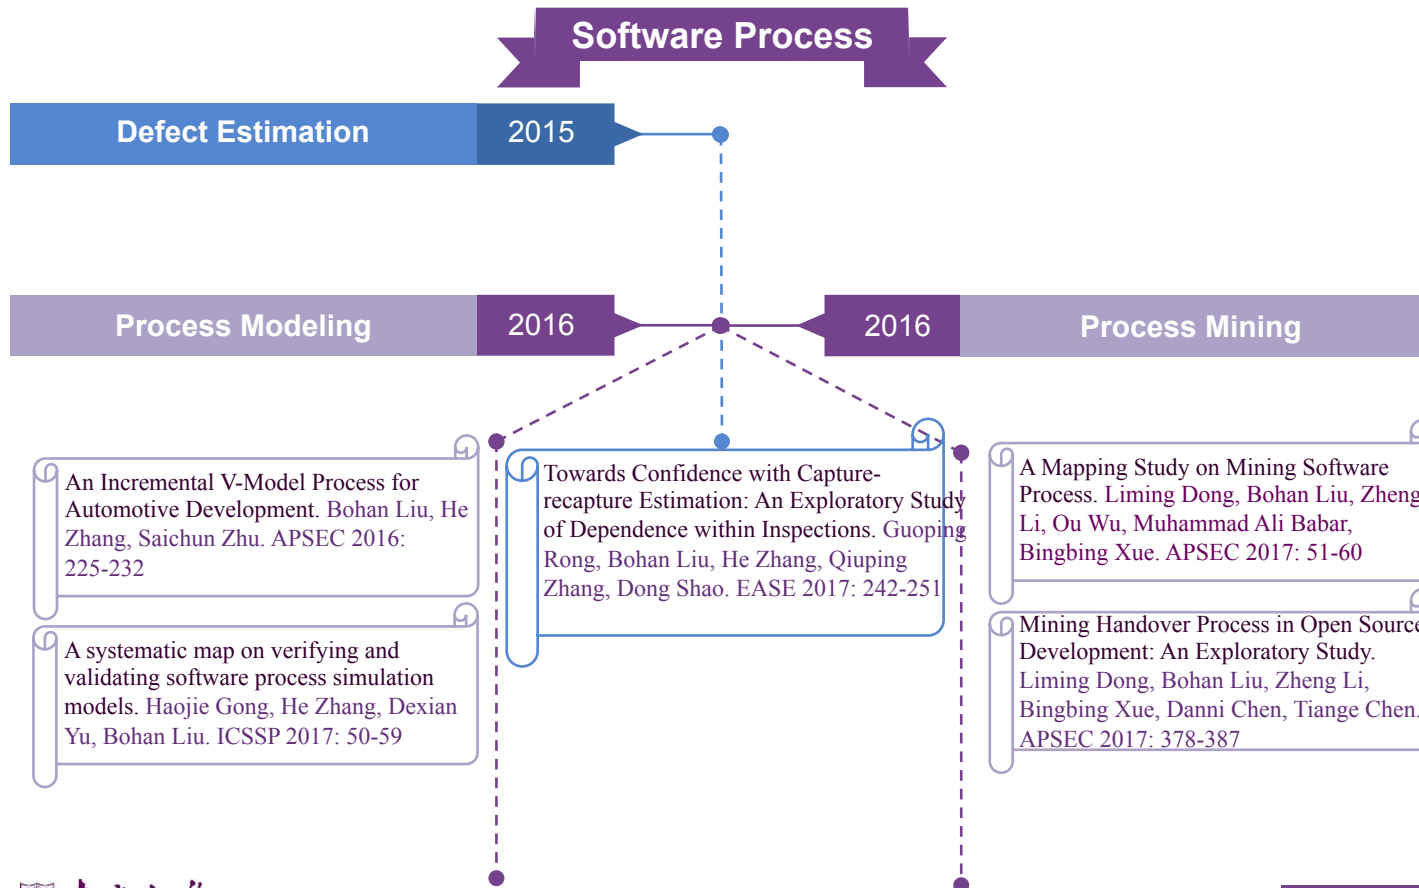 Software Process
Defect Estimation
2015
Process Modeling
2016
2016
Process Mining
An Incremental V-Model Process for
Automotive Development. Bohan Liu, He
Zhang, Saichun Zhu. APSEC 2016:
225-232
A systematic map on verifying and
validating software process simulation
models. Haojie Gong, He Zhang, Dexian
Yu, Bohan Liu. ICSSP 2017: 50-59
Towards Confidence with Capture-
recapture Estimation: An Exploratory Study
of Dependence within Inspections. Guoping
Rong, Bohan Liu, He Zhang, Qiuping
Zhang, Dong Shao. EASE 2017: 242-251
A Mapping Study on Mining Software
Process. Liming Dong, Bohan Liu, Zheng
Li, Ou Wu, Muhammad Ali Babar,
Bingbing Xue. APSEC 2017: 51-60
Mining Handover Process in Open Source
Development: An Exploratory Study.
Liming Dong, Bohan Liu, Zheng Li,
Bingbing Xue, Danni Chen, Tiange Chen.
APSEC 2017: 378-387